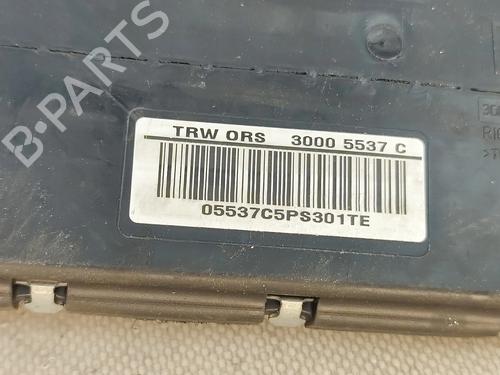 B-PARTS
TRW ORS 3000 5537 C
05537C5PS301TE